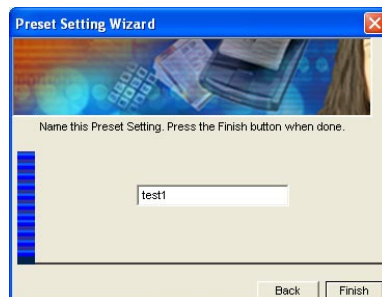 Preset Setting Wizard
Name this Preset Setting. Press the Finish button when done.
test1
Back
Finish